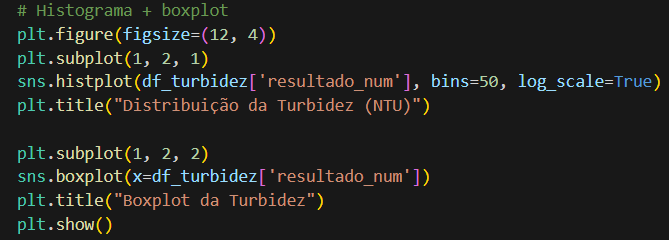 # Histograma + boxplot
plt.figure(figsize=(12, 4))
plt.subplot(1, 2, 1)
sns.histplot(df_turbidez['resultado_num'], bins=50, log_scale=True)
plt.title("Distribuição da Turbidez (NTU)")

plt.subplot(1, 2, 2)
sns.boxplot(x=df_turbidez['resultado_num'])
plt.title("Boxplot da Turbidez")
plt.show()